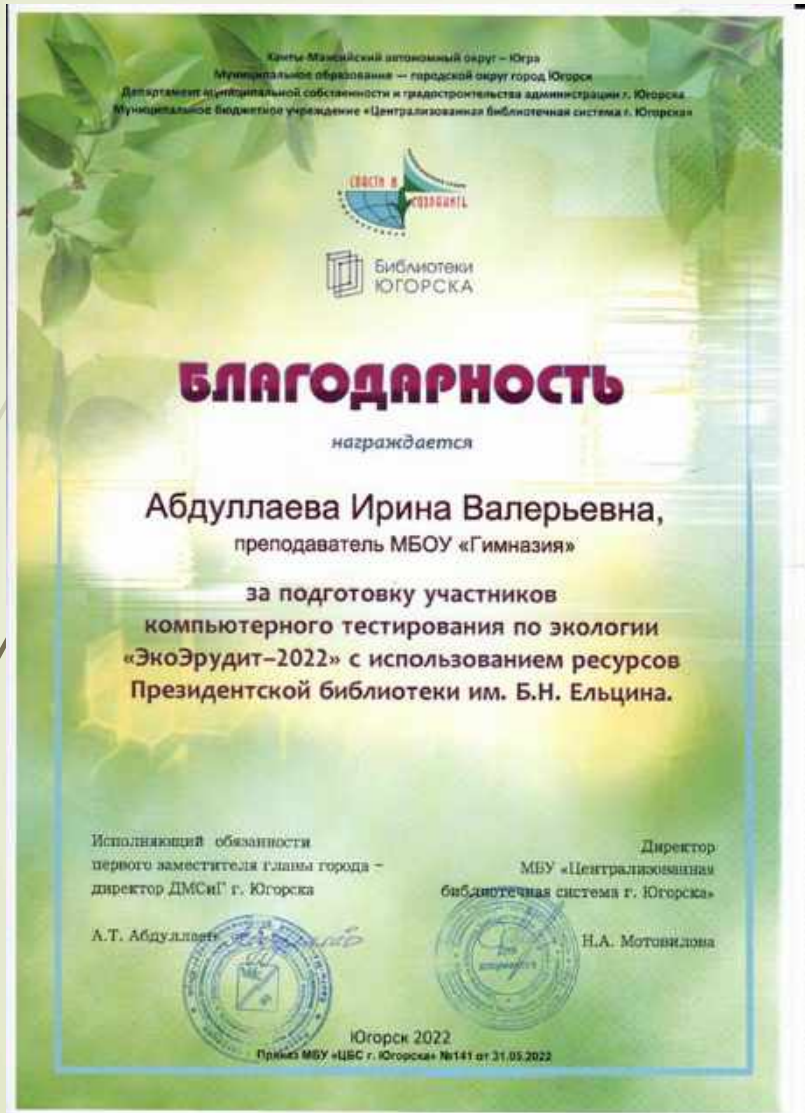 Ханты-Мансийский автономный округ – Югра
Муниципальное образование — городской округ город Югорск
Департамент муниципальной собственности и градостроительства администрации г. Югорска
Муниципальное бюджетное учреждение «Централизованная библиотечная система г. Югорска»
СПАСТИ И
СОХРАНИТЬ
Библиотеки
ЮГОРСКА
БЛАГОДАРНОСТЬ
награждается
Абдуллаева Ирина Валерьевна,
преподаватель МБОУ «Гимназия»
за подготовку участников
компьютерного тестирования по экологии
«ЭкоЭрудит–2022» с использованием ресурсов
Президентской библиотеки им. Б.Н. Ельцина.
Исполняющий обязанности
первого заместителя главы города –
директор ДМСиГ г. Югорска
А.Т. Абдуллаев
Директор
МБУ «Централизованная
библиотечная система г. Югорска»
Н.А. Мотовилова
Для
документов
Югорск 2022
Приказ МБУ «ЦБС г. Югорска» №141 от 31.05.2022